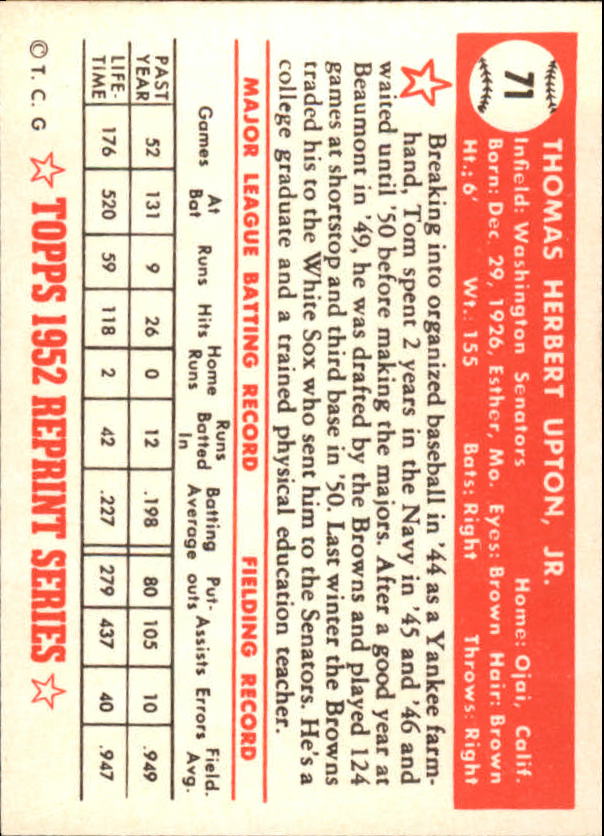 71
THOMAS HERBERT UPTON, JR.
Infield: Washington Senators Home: Ojai, Calif.
Born: Dec. 29, 1926, Esther, Mo. Eyes: Brown Hair: Brown
Ht.: 6' Wt.: 155 Bats: Right Throws: Right
Breaking into organized baseball in '44 as a Yankee farm-
hand, Tom spent 2 years in the Navy in '45 and '46 and
waited until '50 before making the majors. After a good year at
Beaumont in '49, he was drafted by the Browns and played 124
games at shortstop and third base in '50. Last winter the Browns
traded his to the White Sox who sent him to the Senators. He's a
college graduate and a trained physical education teacher.
MAJOR LEAGUE BATTING RECORD FIELDING RECORD
Games At Bat Runs Hits Home Runs Runs Batted In Batting Average Put-outs Assists Errors Field. Avg.
PAST YEAR 52 131 9 26 0 12 .198 80 105 10 .949
LIFE-TIME 176 520 59 118 2 42 .227 279 437 40 .947
© T. C. G TOPPS 1952 REPRINT SERIES